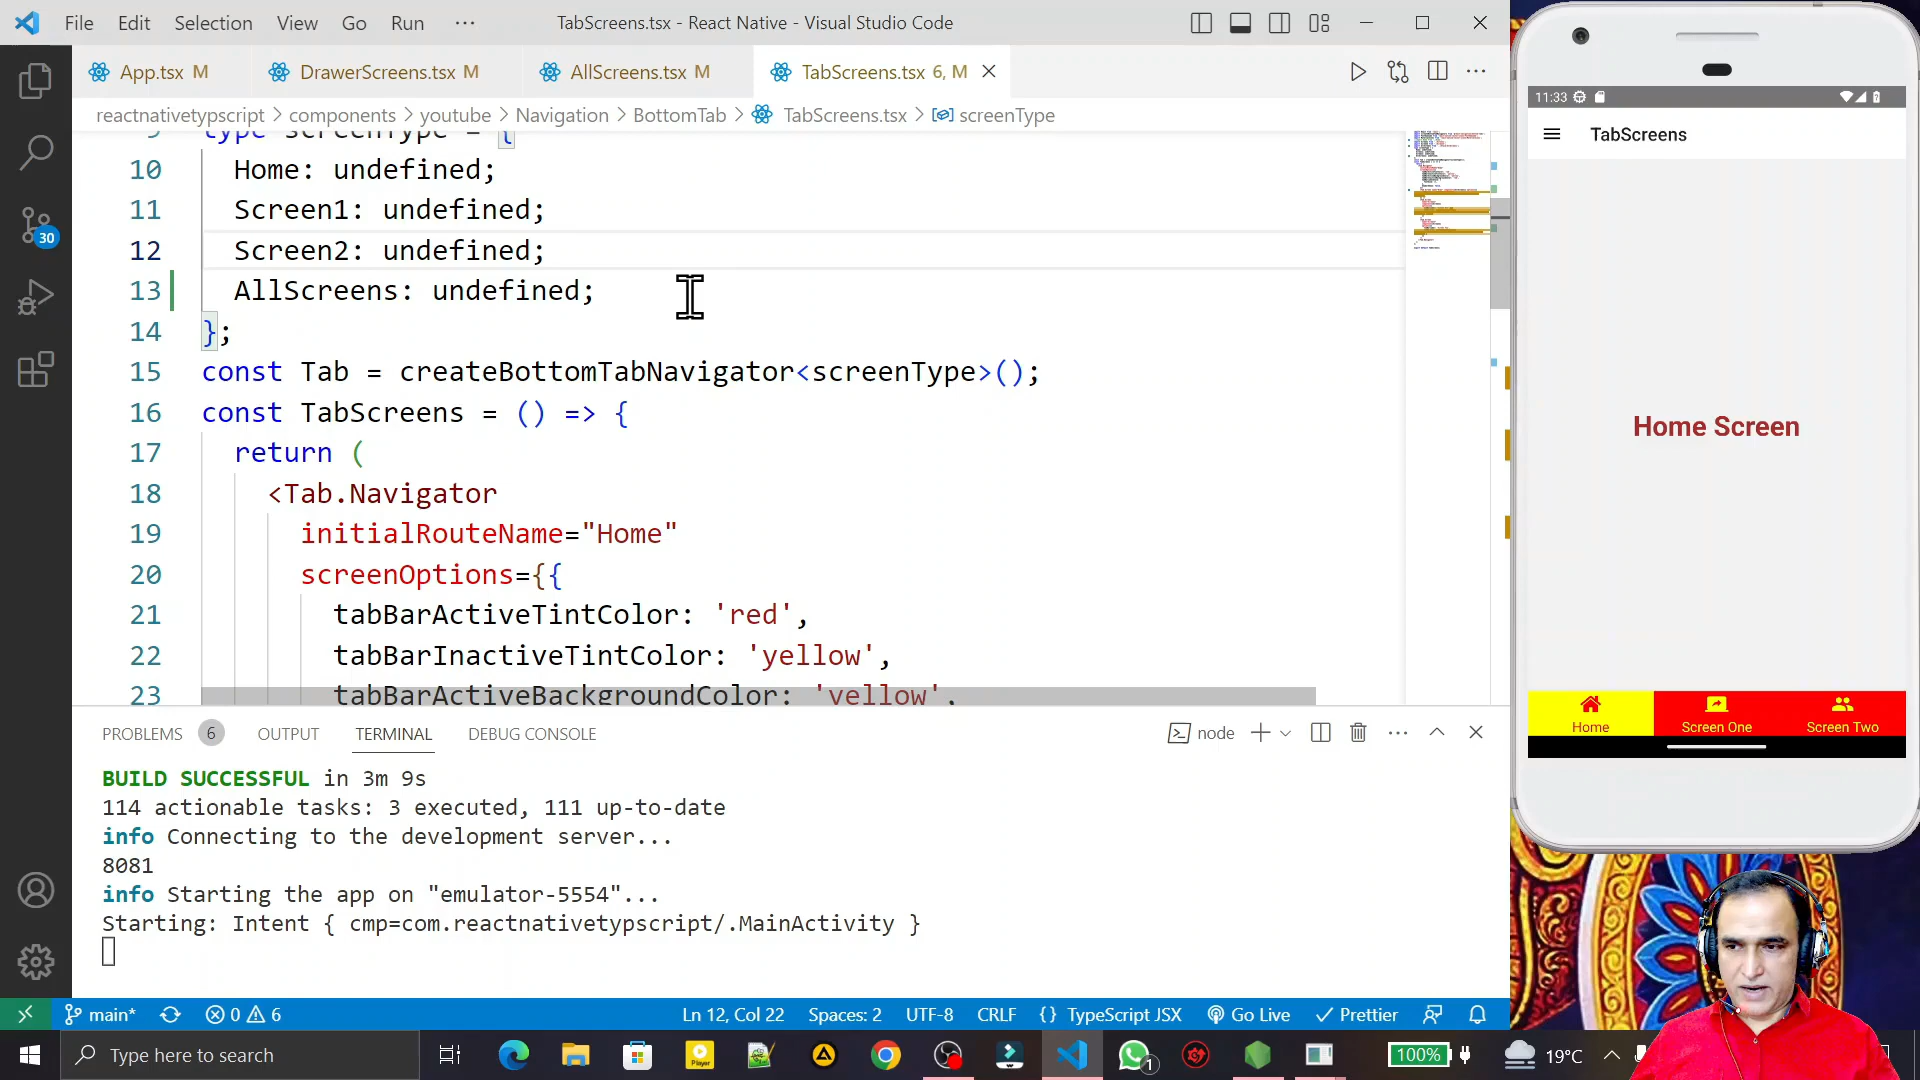 File Edit Selection View Go Run ··· TabScreens.tsx - React Native - Visual Studio Code
App.tsx M DrawerScreens.tsx M AllScreens.tsx M TabScreens.tsx 6, M
reactnativetypscript > components > youtube > Navigation > BottomTab > TabScreens.tsx > screenType
9 type screenType = {
10 Home: undefined;
11 Screen1: undefined;
12 Screen2: undefined;
13 AllScreens: undefined;
14 };
15 const Tab = createBottomTabNavigator<screenType>();
16 const TabScreens = () => {
17 return (
18 <Tab.Navigator
19 initialRouteName="Home"
20 screenOptions={{
21 tabBarActiveTintColor: 'red',
22 tabBarInactiveTintColor: 'yellow',
23 tabBarActiveBackgroundColor: 'yellow',
PROBLEMS 6 OUTPUT TERMINAL DEBUG CONSOLE node
BUILD SUCCESSFUL in 3m 9s
114 actionable tasks: 3 executed, 111 up-to-date
info Connecting to the development server...
8081
info Starting the app on "emulator-5554"...
Starting: Intent { cmp=com.reactnativetypscript/.MainActivity }
30
main* 0 6 Ln 12, Col 22 Spaces: 2 UTF-8 CRLF {} TypeScript JSX Go Live Prettier
Type here to search Player 1 100% 19°C
11:33
TabScreens
Home Screen
Home Screen One Screen Two